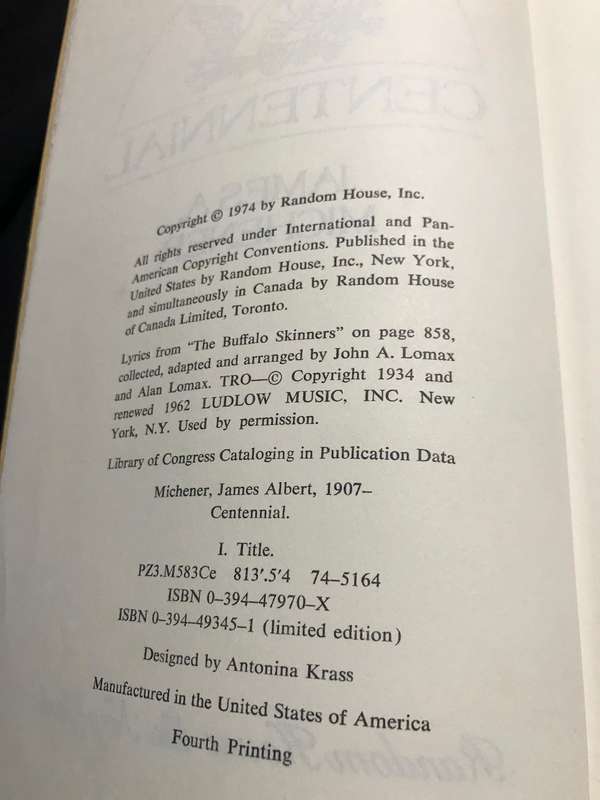 Copyright © 1974 by Random House, Inc.
All rights reserved under International and Pan-
American Copyright Conventions. Published in the
United States by Random House, Inc., New York,
and simultaneously in Canada by Random House
of Canada Limited, Toronto.
Lyrics from "The Buffalo Skinners" on page 858,
collected, adapted and arranged by John A. Lomax
and Alan Lomax. TRO—© Copyright 1934 and
renewed 1962 LUDLOW MUSIC, INC. New
York, N.Y. Used by permission.
Library of Congress Cataloging in Publication Data
Michener, James Albert, 1907–
Centennial.
I. Title.
PZ3.M583Ce 813'.5'4 74–5164
ISBN 0–394–47970–X
ISBN 0–394–49345–1 (limited edition)
Designed by Antonina Krass
Manufactured in the United States of America
Fourth Printing